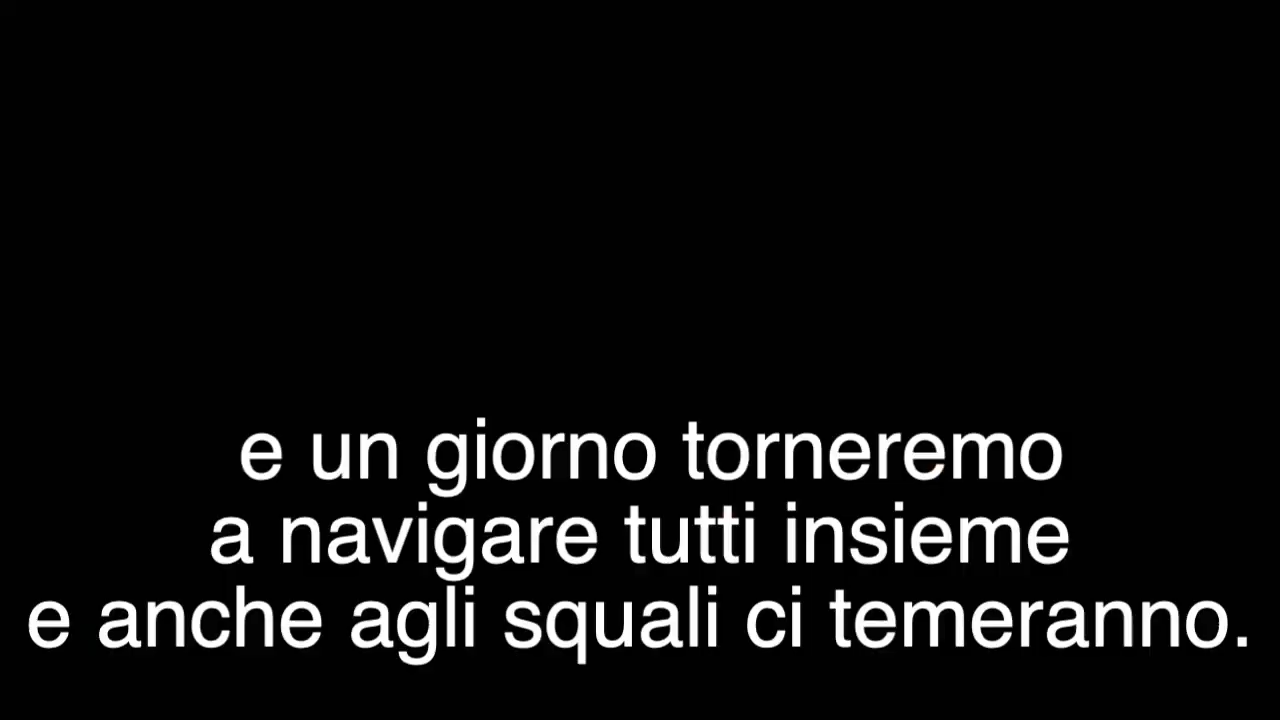 e un giorno torneremo
a navigare tutti insieme
e anche agli squali ci temeranno.